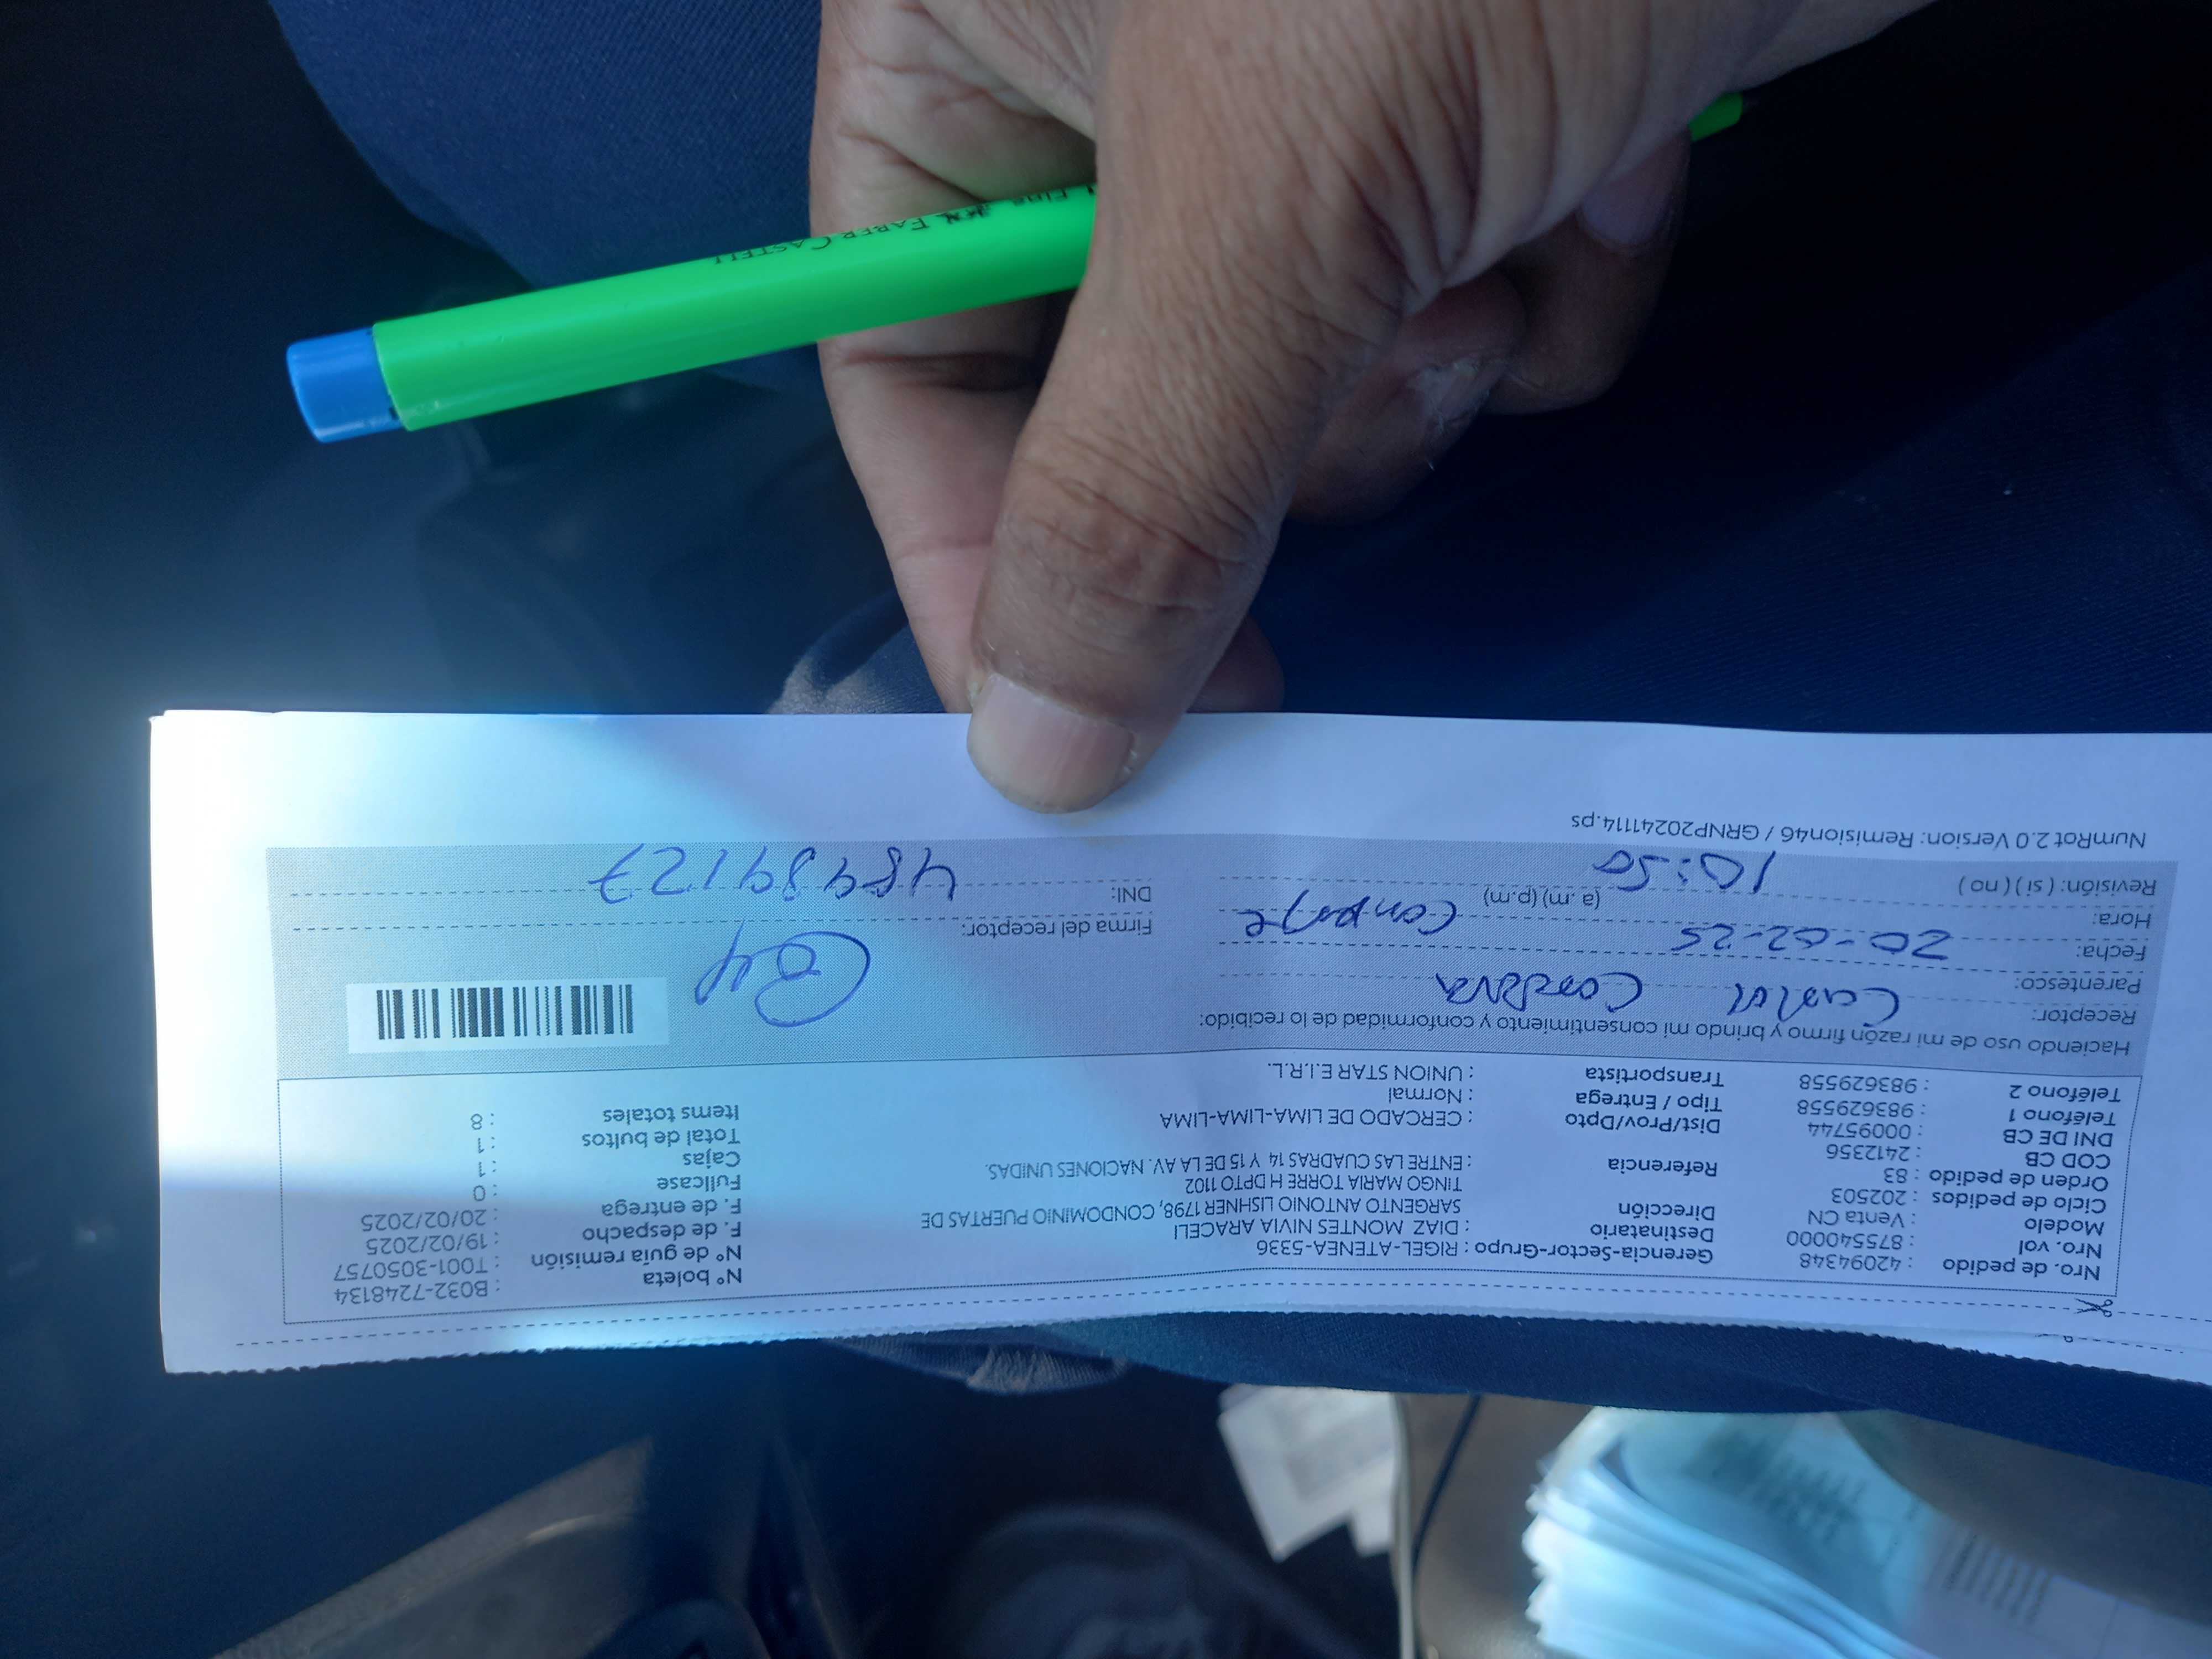 FABER CASTELL
Nro. de pedido : 42094348 Gerencia-Sector-Grupo : RIGEL-ATENEA-5336 N° boleta : B032-7248134
Nro. vol : 875540000 Destinatario : DIAZ MONTES NIVIA ARACELI N° de guía remisión : T001-3050757
Modelo : Venta CN Dirección SARGENTO ANTONIO LISHNER 1798, CONDOMINIO PUERTAS DE F. de despacho : 19/02/2025
Ciclo de pedidos : 202503 TINGO MARIA TORRE H DPTO 1102 F. de entrega : 20/02/2025
Orden de pedido : 83 Referencia : ENTRE LAS CUADRAS 14 Y 15 DE LA AV. NACIONES UNIDAS. Fullcase : 0
COD CB : 2412356 Cajas : 1
DNI DE CB : 00095744 Dist/Prov/Dpto : CERCADO DE LIMA-LIMA-LIMA Total de bultos : 1
Teléfono 1 : 983629558 Tipo / Entrega : Normal Items totales : 8
Teléfono 2 : 983629558 Transportista : UNION STAR E.I.R.L.
Haciendo uso de mi razón firmo y brindo mi consentimiento y conformidad de lo recibido:
Receptor: Carlos Cordova
Parentesco:
Fecha: 20-02-25 Firma del receptor:
Hora: (a .m) (p.m) DNI: 48489127
Revisión: ( si ) ( no ) 10:50
NumRot 2.0 Version: Remision46 / GRNP20241114.ps